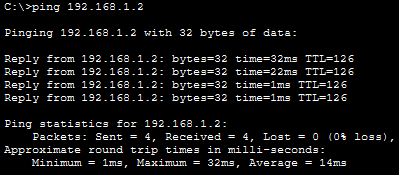 C:\>ping 192.168.1.2
Pinging 192.168.1.2 with 32 bytes of data:
Reply from 192.168.1.2: bytes=32 time=32ms TTL=126
Reply from 192.168.1.2: bytes=32 time=22ms TTL=126
Reply from 192.168.1.2: bytes=32 time=1ms TTL=126
Reply from 192.168.1.2: bytes=32 time=1ms TTL=126
Ping statistics for 192.168.1.2:
    Packets: Sent = 4, Received = 4, Lost = 0 (0% loss),
Approximate round trip times in milli-seconds:
    Minimum = 1ms, Maximum = 32ms, Average = 14ms